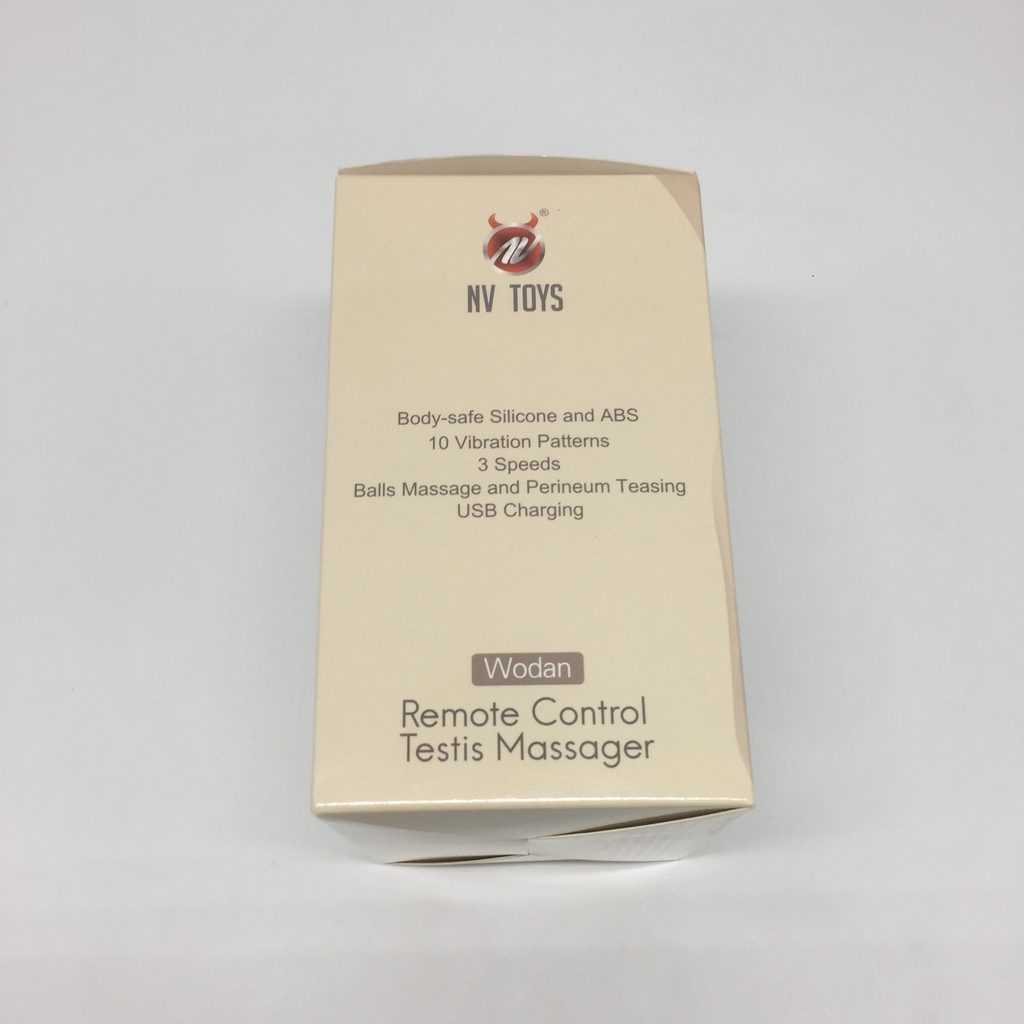 ®
NV TOYS
Body-safe Silicone and ABS
10 Vibration Patterns
3 Speeds
Balls Massage and Perineum Teasing
USB Charging
Wodan
Remote Control
Testis Massager